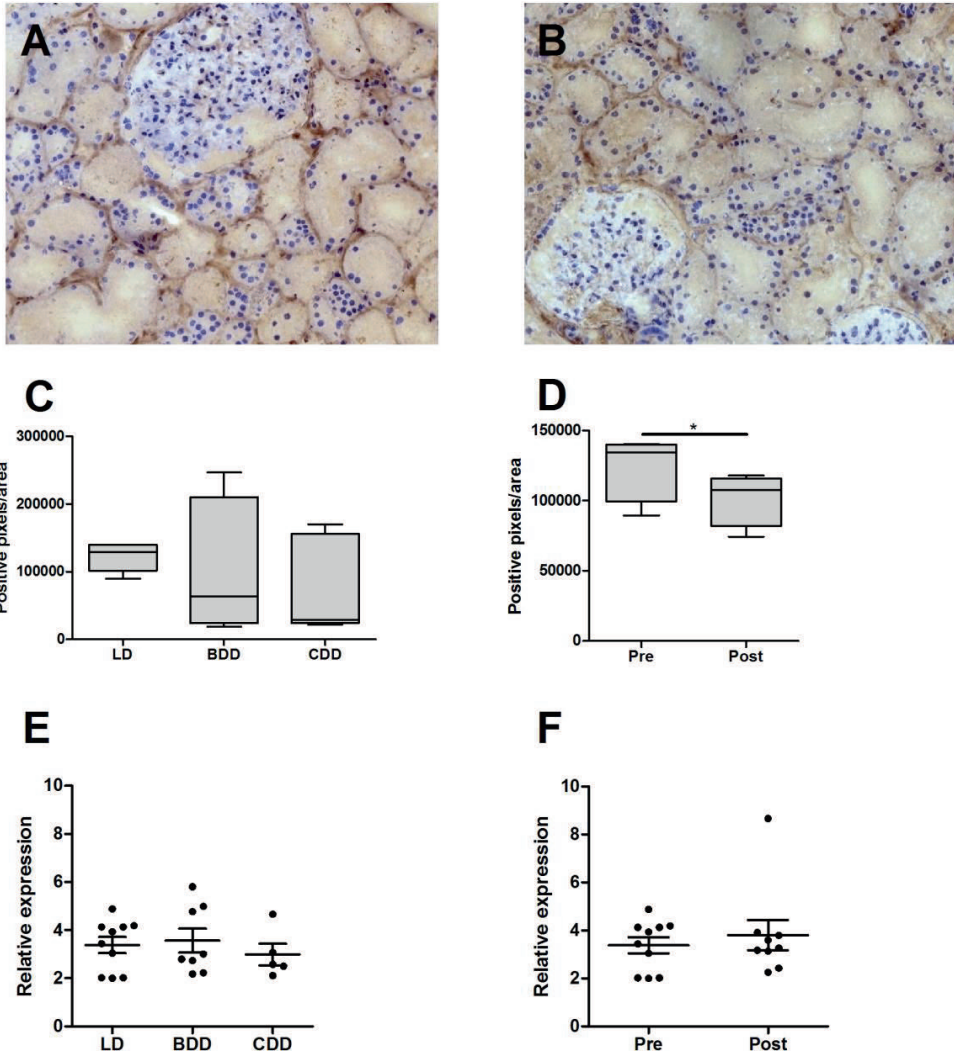 A
B
C
D
Positive pixels/area
300000
200000
100000
0
LD
BDD
CDD
Positive pixels/area
150000
100000
50000
0
*
Pre
Post
E
F
Relative expression
10
8
6
4
2
0
LD
BDD
CDD
Relative expression
10
8
6
4
2
0
Pre
Post